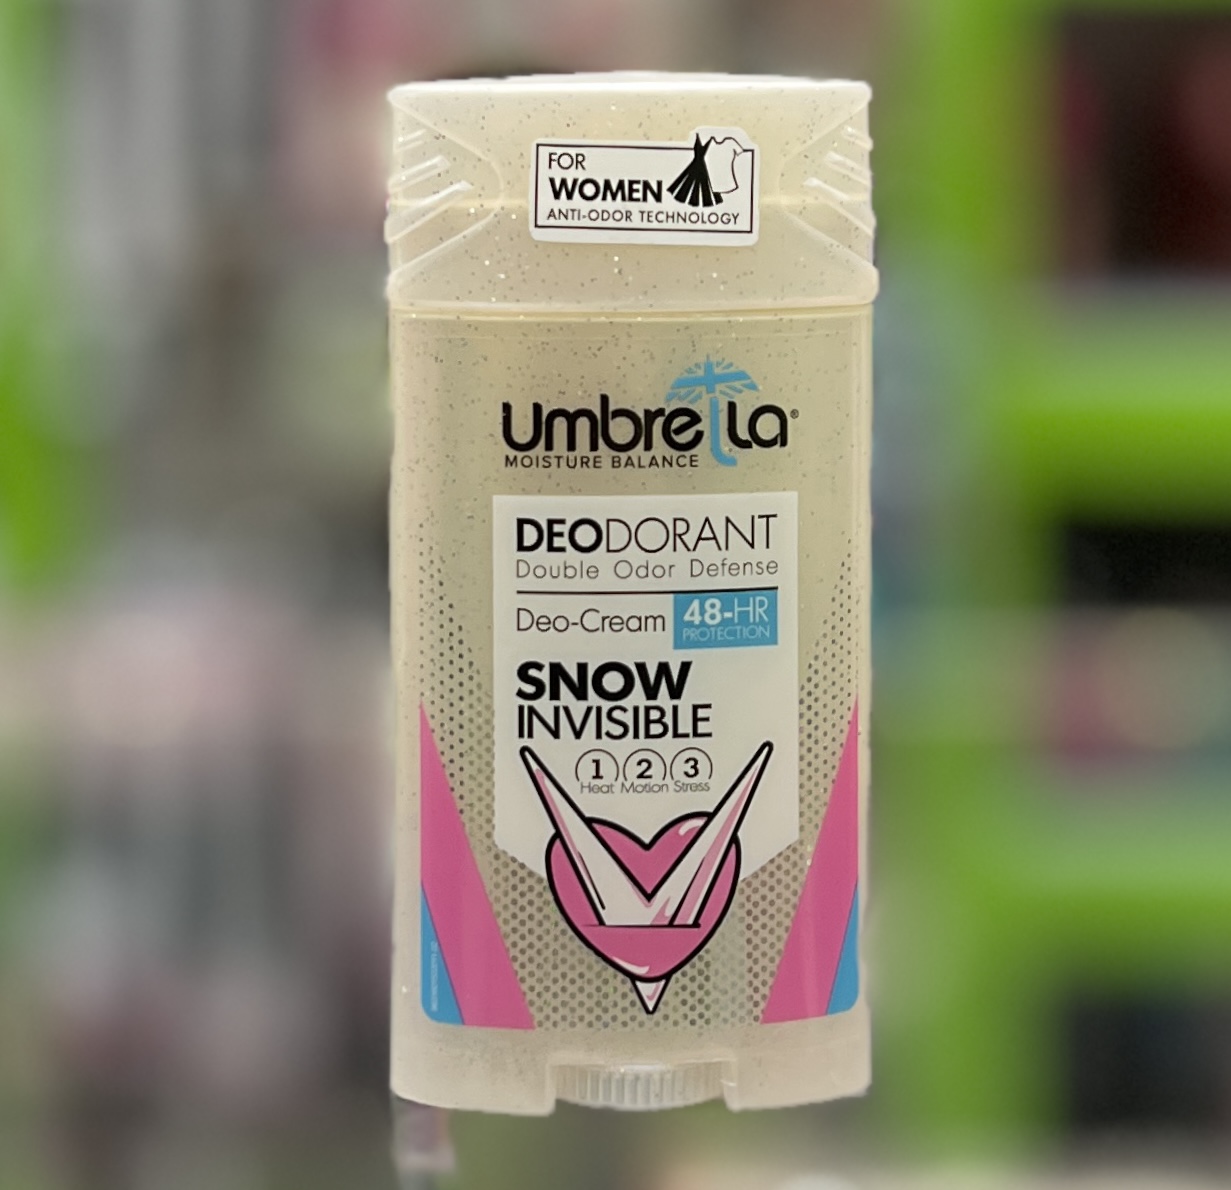 FOR
WOMEN
ANTI-ODOR TECHNOLOGY
Umbrella®
MOISTURE BALANCE
DEODORANT
Double Odor Defense
Deo-Cream 48-HR
PROTECTION
SNOW
INVISIBLE
1 2 3
Heat Motion Stress